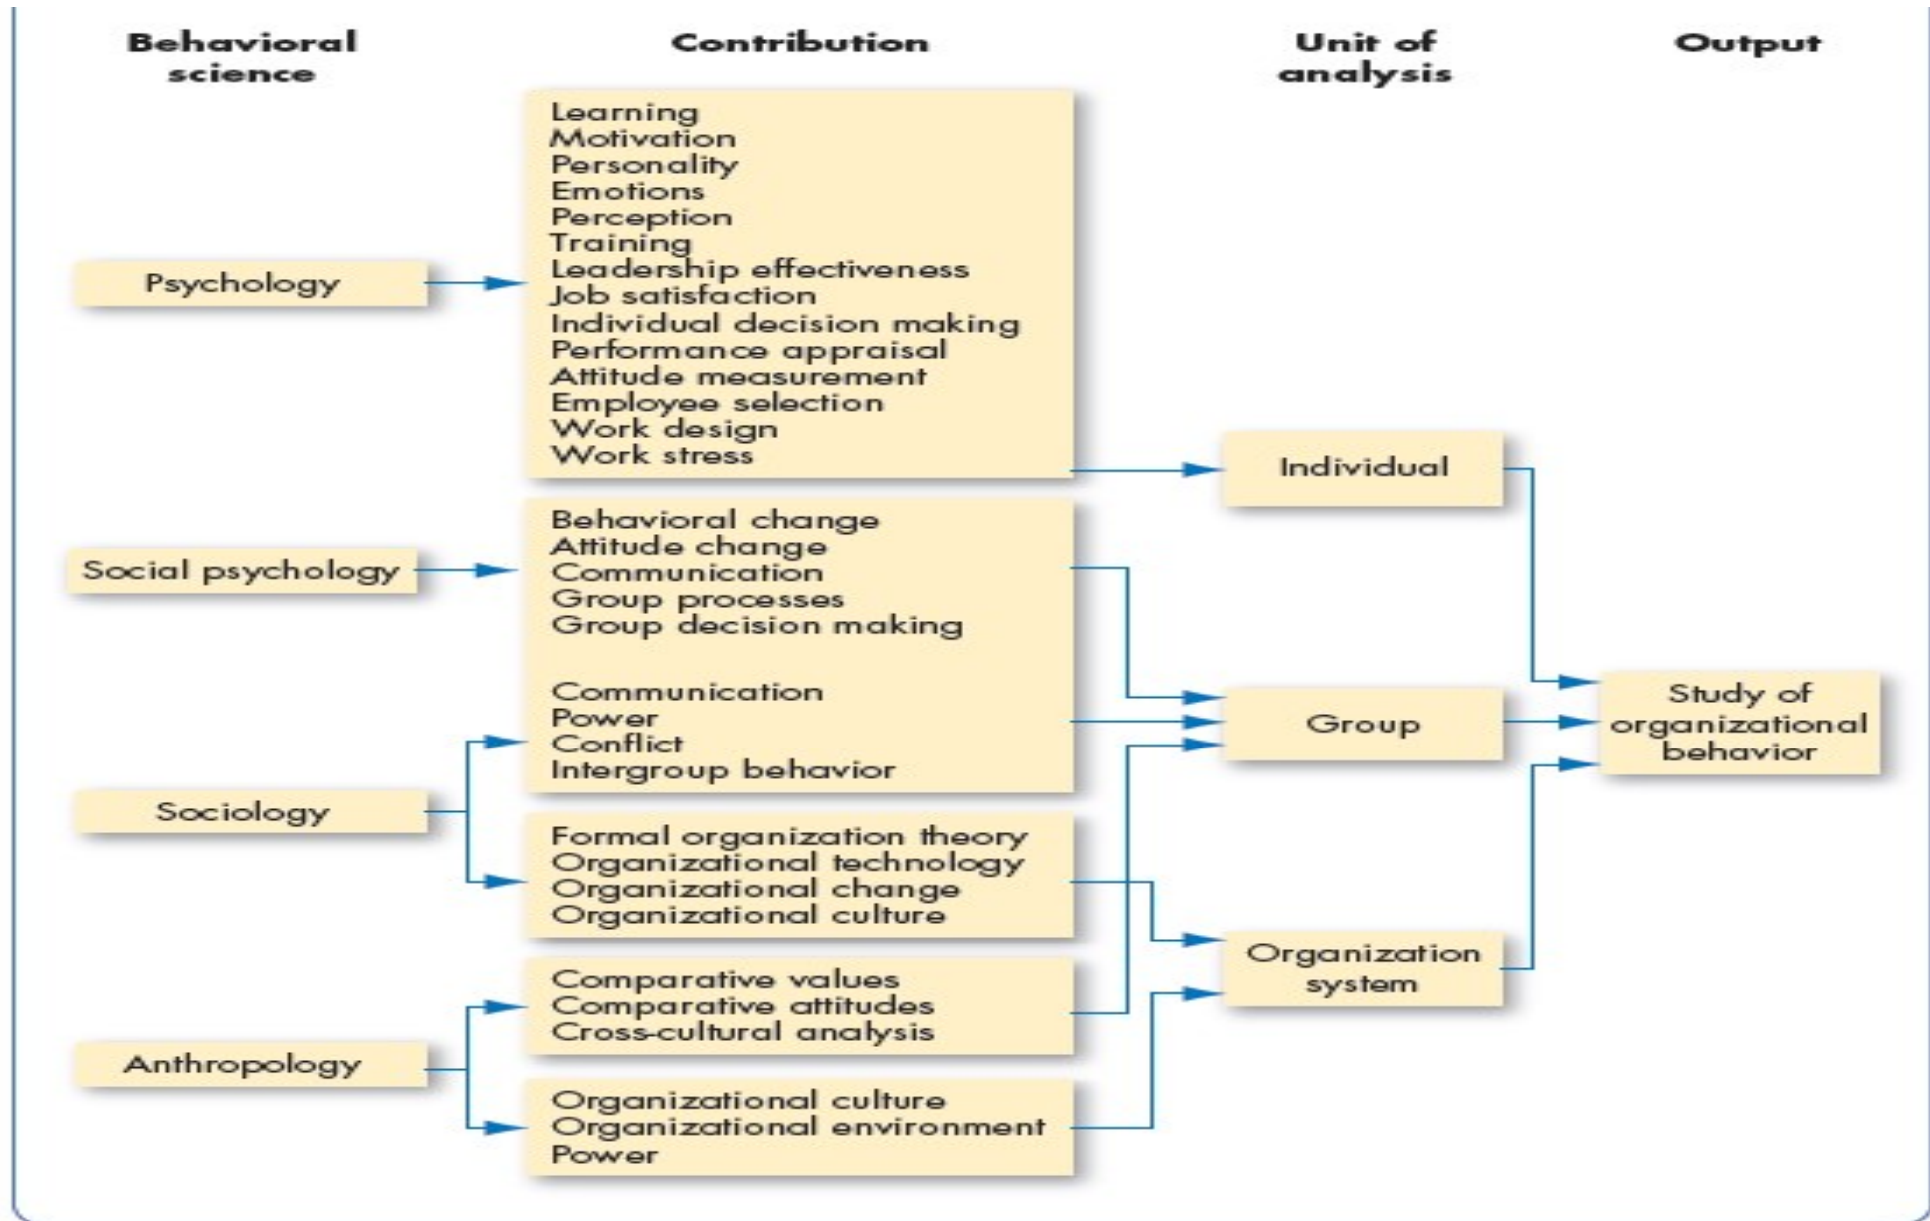 Behavioral
science
Contribution
Unit of
analysis
Output
Psychology
Learning
Motivation
Personality
Emotions
Perception
Training
Leadership effectiveness
Job satisfaction
Individual decision making
Performance appraisal
Attitude measurement
Employee selection
Work design
Work stress
Individual
Social psychology
Behavioral change
Attitude change
Communication
Group processes
Group decision making
Communication
Power
Conflict
Intergroup behavior
Group
Study of
organizational
behavior
Sociology
Formal organization theory
Organizational technology
Organizational change
Organizational culture
Organization
system
Anthropology
Comparative values
Comparative attitudes
Cross-cultural analysis
Organizational culture
Organizational environment
Power